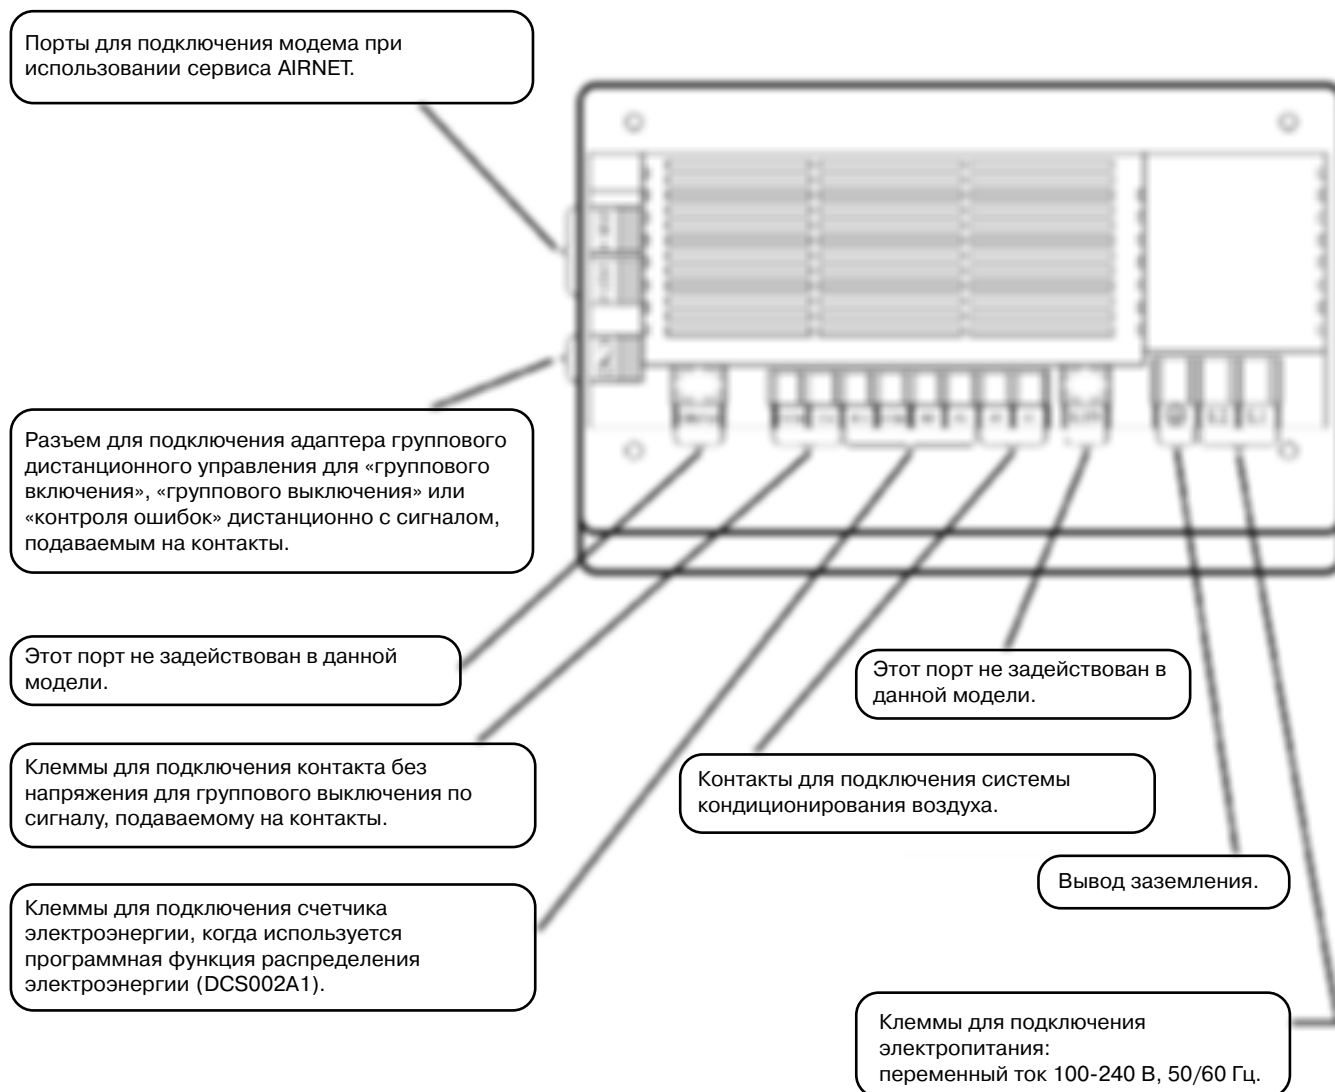 Порты для подключения модема при
использовании сервиса AIRNET.
Разъем для подключения адаптера группового
дистанционного управления для «группового
включения», «группового выключения» или
«контроля ошибок» дистанционно с сигналом,
подаваемым на контакты.
Этот порт не задействован в данной
модели.
Этот порт не задействован в
данной модели.
Клеммы для подключения контакта без
напряжения для группового выключения по
сигналу, подаваемому на контакты.
Контакты для подключения системы
кондиционирования воздуха.
Вывод заземления.
Клеммы для подключения счетчика
электроэнергии, когда используется
программная функция распределения
электроэнергии (DCS002A1).
Клеммы для подключения
электропитания:
переменный ток 100-240 В, 50/60 Гц.